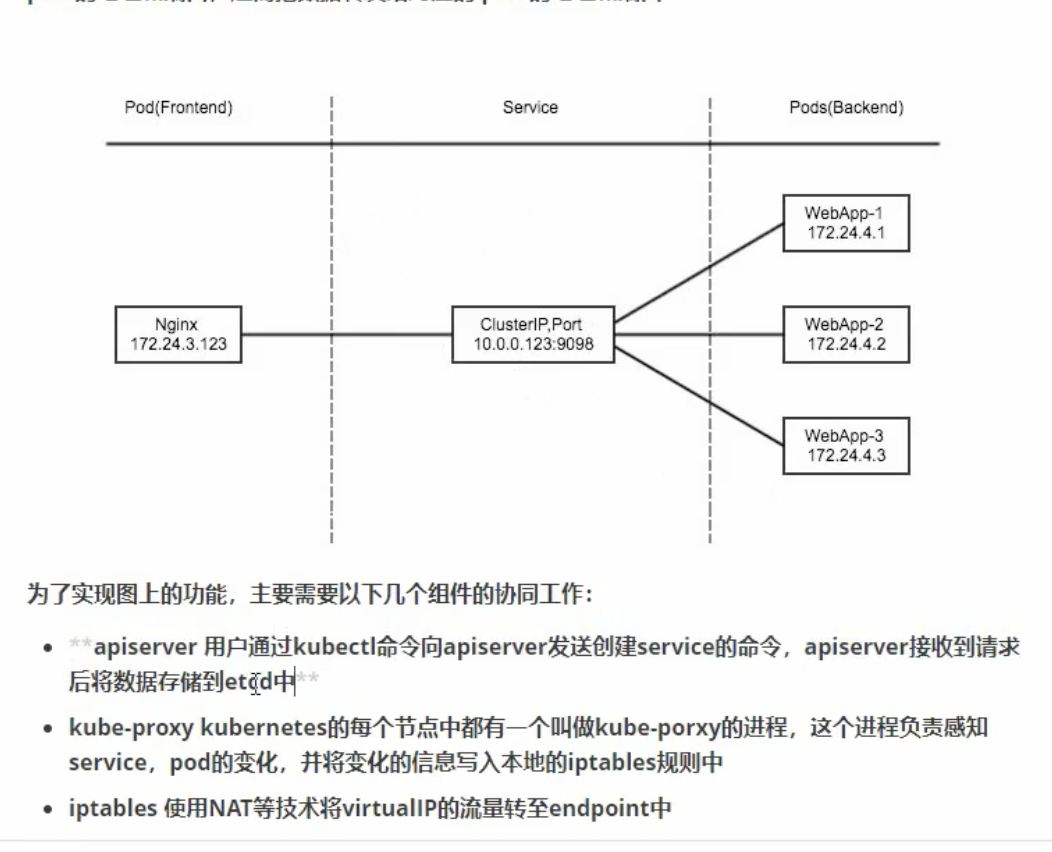 Pod(Frontend)
Service
Pods(Backend)
WebApp-1
172.24.4.1
Nginx
172.24.3.123
ClusterIP,Port
10.0.0.123:9098
WebApp-2
172.24.4.2
WebApp-3
172.24.4.3
为了实现图上的功能，主要需要以下几个组件的协同工作：
**apiserver 用户通过kubectl命令向apiserver发送创建service的命令，apiserver接收到请求
后将数据存储到etcd中**
kube-proxy kubernetes的每个节点中都有一个叫做kube-porxy的进程，这个进程负责感知
service，pod的变化，并将变化的信息写入本地的iptables规则中
iptables 使用NAT等技术将virtualIP的流量转至endpoint中